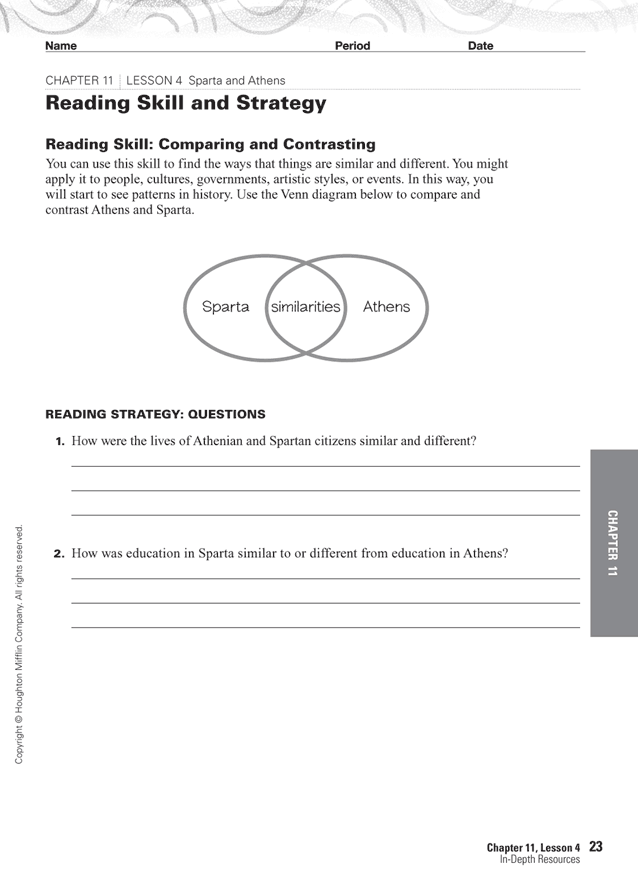 Name Period Date
CHAPTER 11 LESSON 4 Sparta and Athens
Reading Skill and Strategy
Reading Skill: Comparing and Contrasting
You can use this skill to find the ways that things are similar and different. You might
apply it to people, cultures, governments, artistic styles, or events. In this way, you
will start to see patterns in history. Use the Venn diagram below to compare and
contrast Athens and Sparta.
Sparta similarities Athens
READING STRATEGY: QUESTIONS
1. How were the lives of Athenian and Spartan citizens similar and different?
2. How was education in Sparta similar to or different from education in Athens?
CHAPTER 11
Copyright © Houghton Mifflin Company. All rights reserved.
Chapter 11, Lesson 4 23
In-Depth Resources